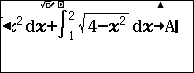 x² dx+∫₁² √(4-x²) dx→A